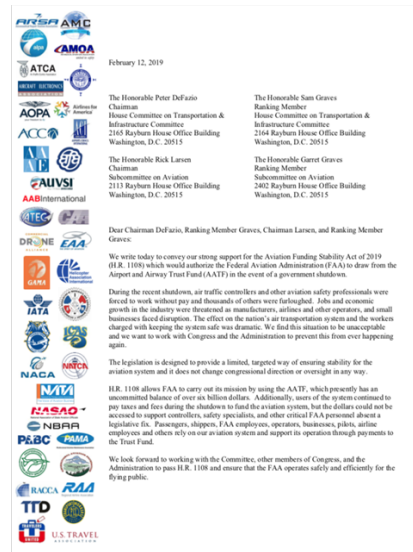 ARSA AMC
AMOA
ATCA
AIRCRAFT ELECTRONICS
AOPA Airlines for America
ACC
AAAE
AUVSI
AABInternational
ATEC
COMMERCIAL DRONE ALLIANCE EAA
GAMA Helicopter Association International
IATA
NACA NATCA
NATA
NASAO
NBAA
PABC PAMA
RACCA RAA
TTD
TRAVELERS UNITED U.S. TRAVEL ASSOCIATION
February 12, 2019
The Honorable Peter DeFazio
Chairman
House Committee on Transportation &
Infrastructure Committee
2165 Rayburn House Office Building
Washington, D.C. 20515
The Honorable Sam Graves
Ranking Member
House Committee on Transportation &
Infrastructure Committee
2164 Rayburn House Office Building
Washington, D.C. 20515
The Honorable Rick Larsen
Chairman
Subcommittee on Aviation
2113 Rayburn House Office Building
Washington, D.C. 20515
The Honorable Garret Graves
Ranking Member
Subcommittee on Aviation
2402 Rayburn House Office Building
Washington, D.C. 20515
Dear Chairman DeFazio, Ranking Member Graves, Chairman Larsen, and Ranking Member
Graves:
We write today to convey our strong support for the Aviation Funding Stability Act of 2019
(H.R. 1108) which would authorize the Federal Aviation Administration (FAA) to draw from the
Airport and Airway Trust Fund (AATF) in the event of a government shutdown.
During the recent shutdown, air traffic controllers and other aviation safety professionals were
forced to work without pay and thousands of others were furloughed. Jobs and economic
growth in the industry were threatened as manufacturers, airlines and other operators, and small
businesses faced disruption. The effect on the nation's air transportation system and the workers
charged with keeping the system safe was dramatic. We find this situation to be unacceptable
and we want to work with Congress and the Administration to prevent this from ever happening
again.
The legislation is designed to provide a limited, targeted way of ensuring stability for the
aviation system and it does not change congressional direction or oversight in any way.
H.R. 1108 allows FAA to carry out its mission by using the AATF, which presently has an
uncommitted balance of over six billion dollars. Additionally, users of the system continued to
pay taxes and fees during the shutdown to fund the aviation system, but the dollars could not be
accessed to support controllers, safety specialists, and other critical FAA personnel absent a
legislative fix. Passengers, shippers, FAA employees, operators, businesses, pilots, airline
employees and others rely on our aviation system and support its operation through payments to
the Trust Fund.
We look forward to working with the Committee, other members of Congress, and the
Administration to pass H.R. 1108 and ensure that the FAA operates safely and efficiently for the
flying public.